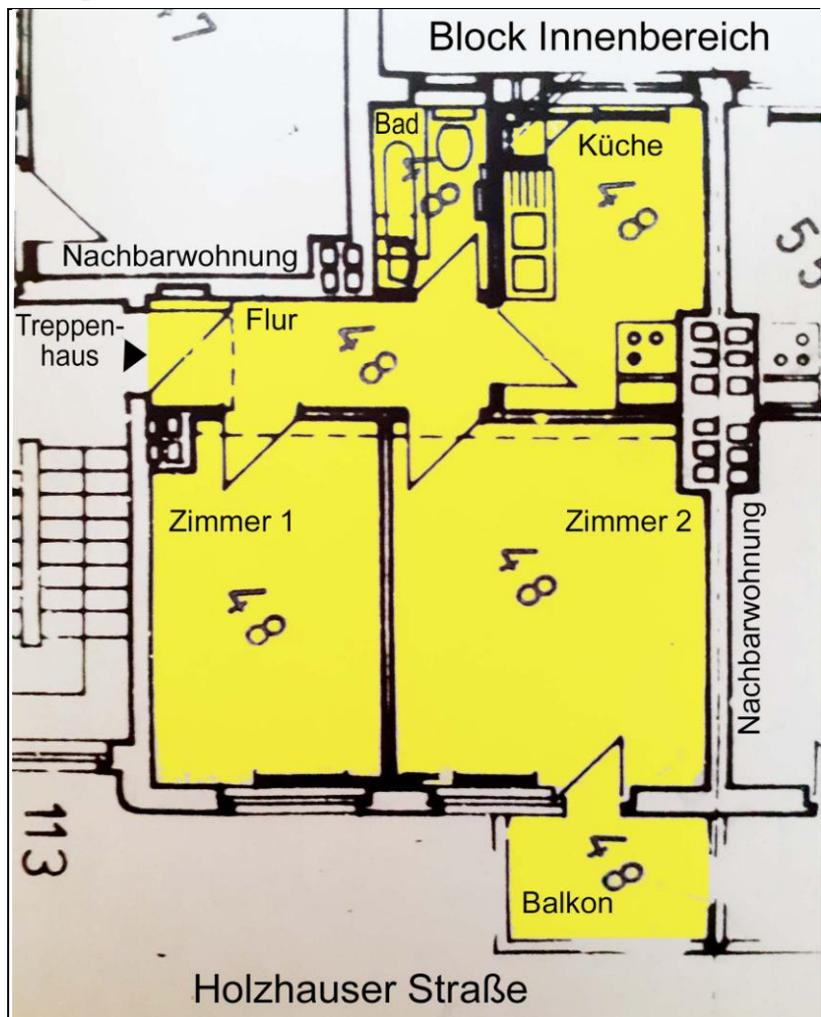 Block Innenbereich
Bad
Küche
48
48
55
Nachbarwohnung
Treppen-
haus
Flur
48
Zimmer 1
Zimmer 2
48
48
Nachbarwohnung
113
48
Balkon
Holzhauser Straße